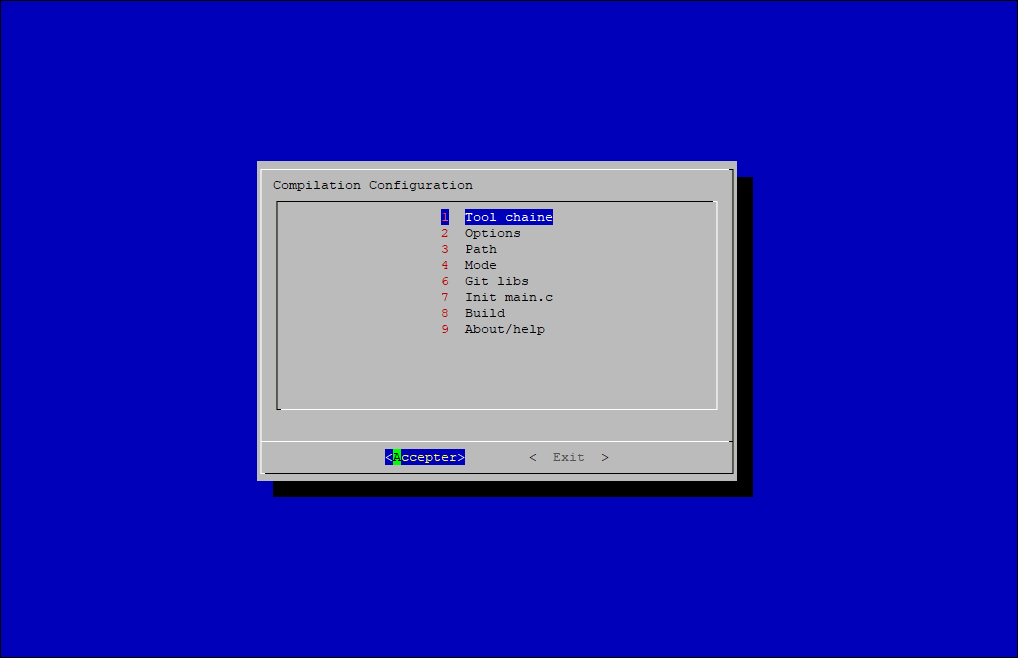 Compilation Configuration
1 Tool chaine
2 Options
3 Path
4 Mode
6 Git libs
7 Init main.c
8 Build
9 About/help
<Accepter> < Exit >